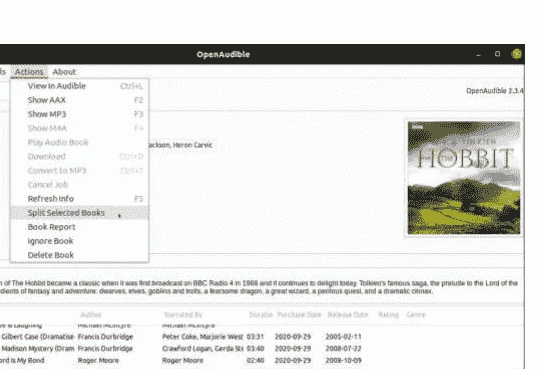 OpenAudible
ls Actions About
OpenAudible 2.3.4
View In Audible Ctrl+L
Show AAX F2
Show MP3 F3
Show M4A F4
Play Audio Book
Download Ctrl+D
Convert to MP3 Ctrl+T
Cancel Job
Refresh Info F5
Split Selected Books
Book Report
Ignore Book
Delete Book
ackson, Heron Carvic
TOLKIEN
HOBBIT
n of The Hobbit became a classic when it was first broadcast on BBC Radio 4 in 1968 and it continues to delight today. Tolkien's famous saga, the prelude to the Lord of the
dients of fantasy and adventure: dwarves, elves, goblins and trolls, a fearsome dragon, a great wizard, a perilous quest, and a dramatic climax.
Author Narrated By Duratio Purchase Date Release Date Rating Genre
Michael McIntyre Michael McIntyre
Gilbert Case (Dramatise Francis Durbridge Peter Coke, Marjorie West 03:31 2020-09-29 2005-02-11
Madison Mystery (Dram Francis Durbridge Crawford Logan, Gerda Ste 03:40 2020-09-29 2008-07-22
ord is My Bond Roger Moore Roger Moore 02:40 2020-09-29 2008-10-09